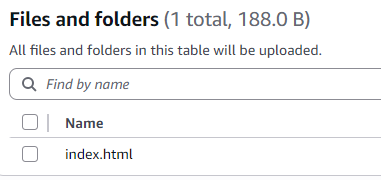 Files and folders (1 total, 188.0 B)
All files and folders in this table will be uploaded.
Find by name
Name
index.html